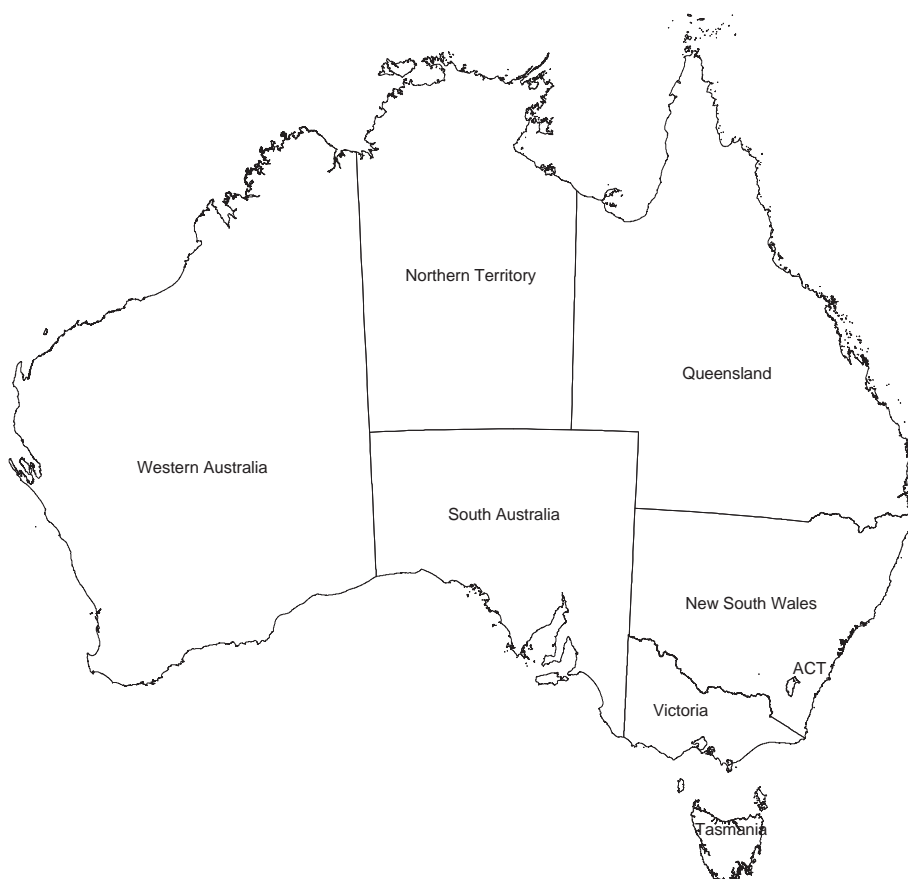 Northern Territory
Queensland
Western Australia
South Australia
New South Wales
ACT
Victoria
Tasmania